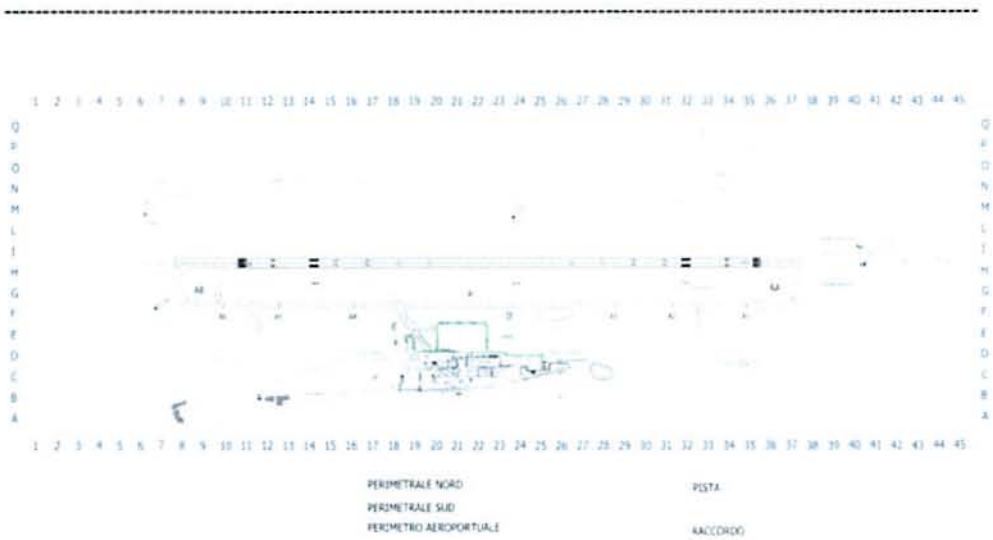 1 2 3 4 5 6 7 8 9 10 11 12 13 14 15 16 17 18 19 20 21 22 23 24 25 26 27 28 29 30 31 32 33 34 35 36 37 38 39 40 41 42 43 44 45
Q Q
P P
O O
N N
M M
L L
I I
H H
G G
F F
E E
D D
C C
B B
A A
1 2 3 4 5 6 7 8 9 10 11 12 13 14 15 16 17 18 19 20 21 22 23 24 25 26 27 28 29 30 31 32 33 34 35 36 37 38 39 40 41 42 43 44 45
PERIMETRALE NORD PISTA
PERIMETRALE SUD
PERIMETRO AEROPORTUALE RACCORDO